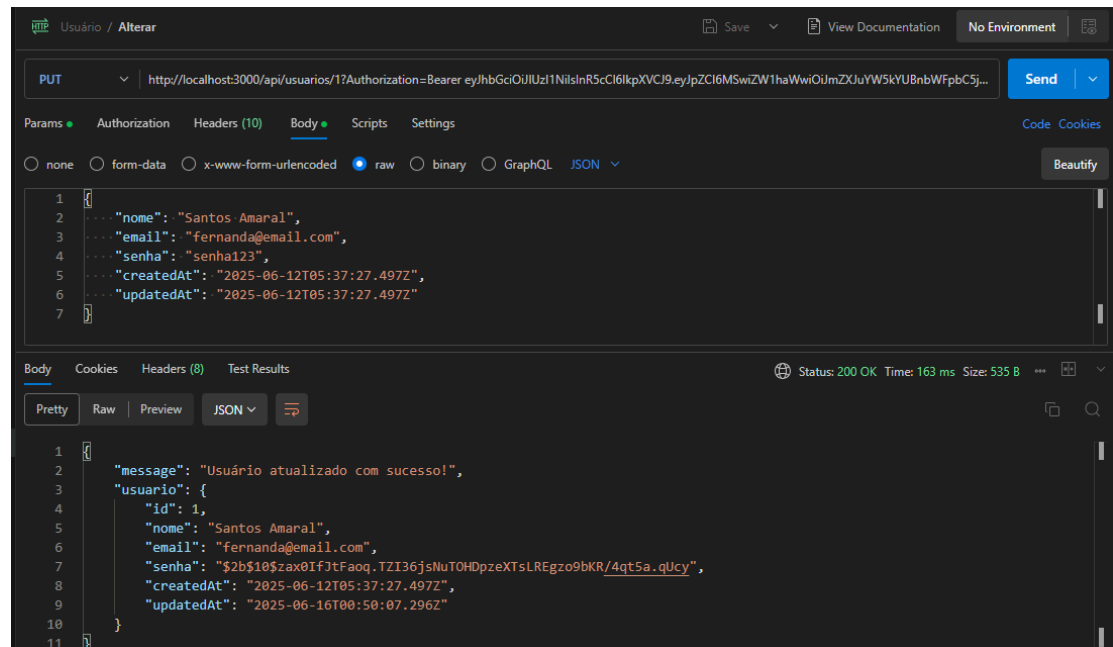 HTTP Usuário / Alterar Save View Documentation No Environment
PUT http://localhost:3000/api/usuarios/1?Authorization=Bearer eyJhbGciOiJIUzI1NiIsInR5cCI6IkpXVCJ9.eyJpZCI6MSwiZW1haWwiOiJmZXJuYW5kYUBnbWFpbC5j... Send
Params Authorization Headers (10) Body Scripts Settings Code Cookies
none form-data x-www-form-urlencoded raw binary GraphQL JSON Beautify
1 {
2 "nome": "Santos Amaral",
3 "email": "fernanda@email.com",
4 "senha": "senha123",
5 "createdAt": "2025-06-12T05:37:27.497Z",
6 "updatedAt": "2025-06-12T05:37:27.497Z"
7 }
Body Cookies Headers (8) Test Results Status: 200 OK Time: 163 ms Size: 535 B
Pretty Raw Preview JSON
1 {
2 "message": "Usuário atualizado com sucesso!",
3 "usuario": {
4 "id": 1,
5 "nome": "Santos Amaral",
6 "email": "fernanda@email.com",
7 "senha": "$2b$10$zax0IfJtFaoq.TZI36jsNuTOHDpzeXTsLREgzo9bKR/4qt5a.qUcy",
8 "createdAt": "2025-06-12T05:37:27.497Z",
9 "updatedAt": "2025-06-16T00:50:07.296Z"
10 }
11 }